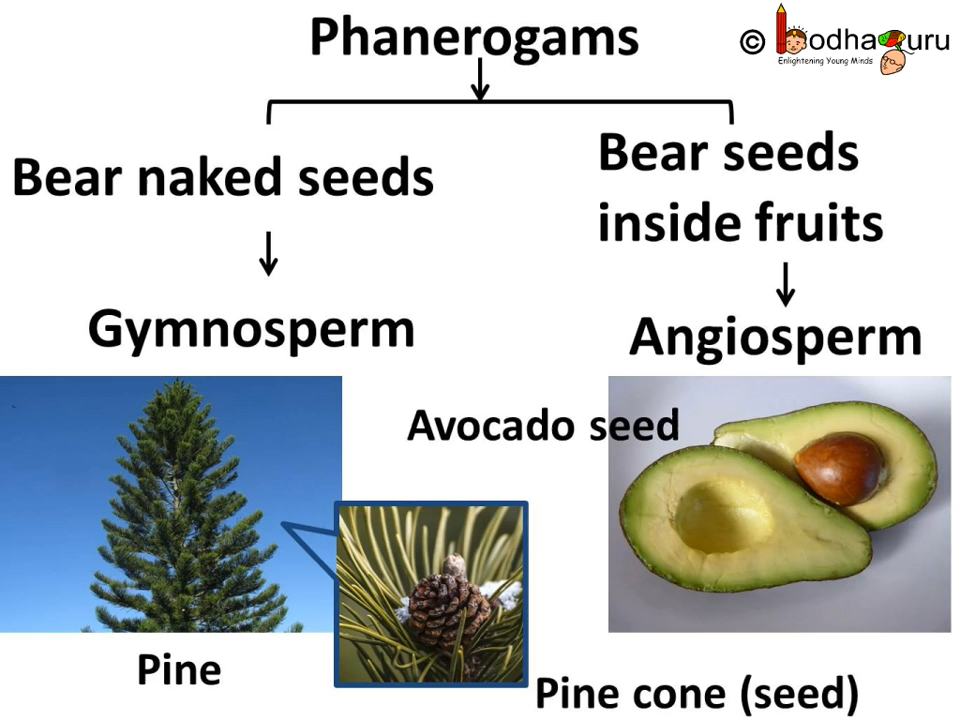 Phanerogams
© bodhaguru
Enlightening Young Minds
Bear naked seeds
Bear seeds
inside fruits
Gymnosperm
Angiosperm
Avocado seed
Pine
Pine cone (seed)